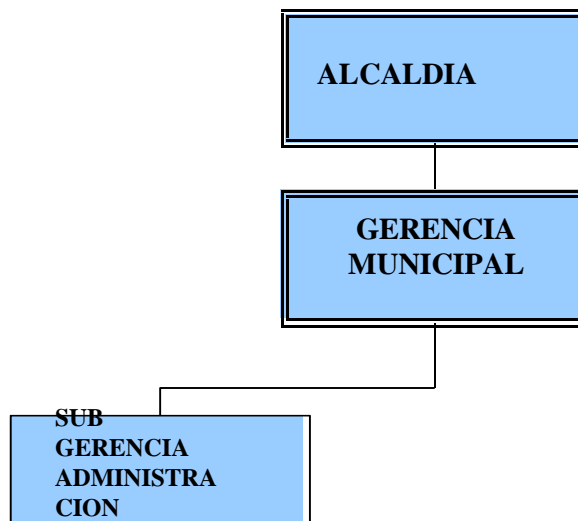 ALCALDIA
GERENCIA
MUNICIPAL
SUB
GERENCIA
ADMINISTRA
CION